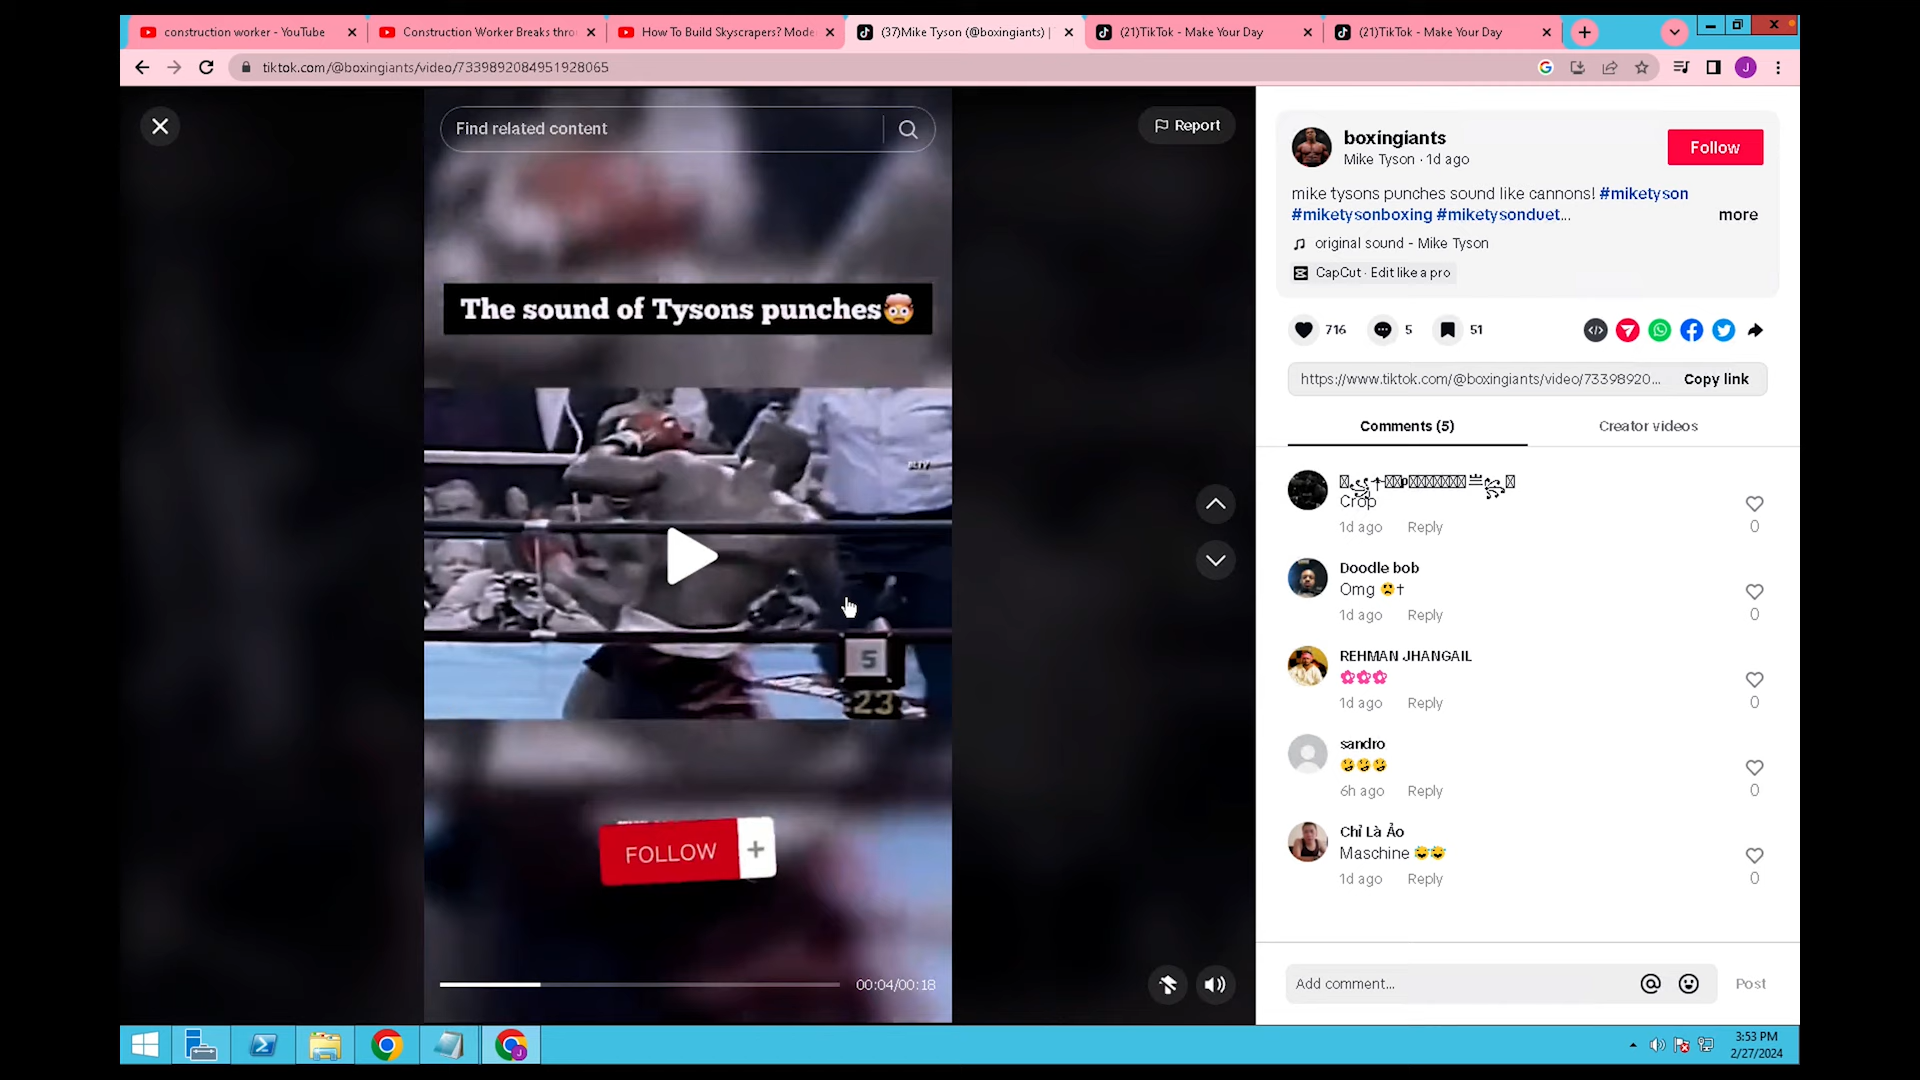 construction worker - YouTube
Construction Worker Breaks thro
How To Build Skyscrapers? Mode
(37)Mike Tyson (@boxingiants) |
(21)TikTok - Make Your Day
(21)TikTok - Make Your Day
tiktok.com/@boxingiants/video/7339892084951928065
J
Find related content
Report
The sound of Tysons punches🤯
5
:23
FOLLOW +
00:04/00:18
boxingiants
Mike Tyson · 1d ago
Follow
mike tysons punches sound like cannons! #miketyson
#miketysonboxing #miketysonduet... more
original sound - Mike Tyson
CapCut · Edit like a pro
716
5
51
https://www.tiktok.com/@boxingiants/video/73398920... Copy link
Comments (5)
Creator videos
Crop
1d ago Reply
0
Doodle bob
Omg 😢†
1d ago Reply
0
REHMAN JHANGAIL
🌸🌸🌸
1d ago Reply
0
sandro
🤣🤣🤣
6h ago Reply
0
Chỉ Là Ảo
Maschine 😂😂
1d ago Reply
0
Add comment...
Post
3:53 PM
2/27/2024